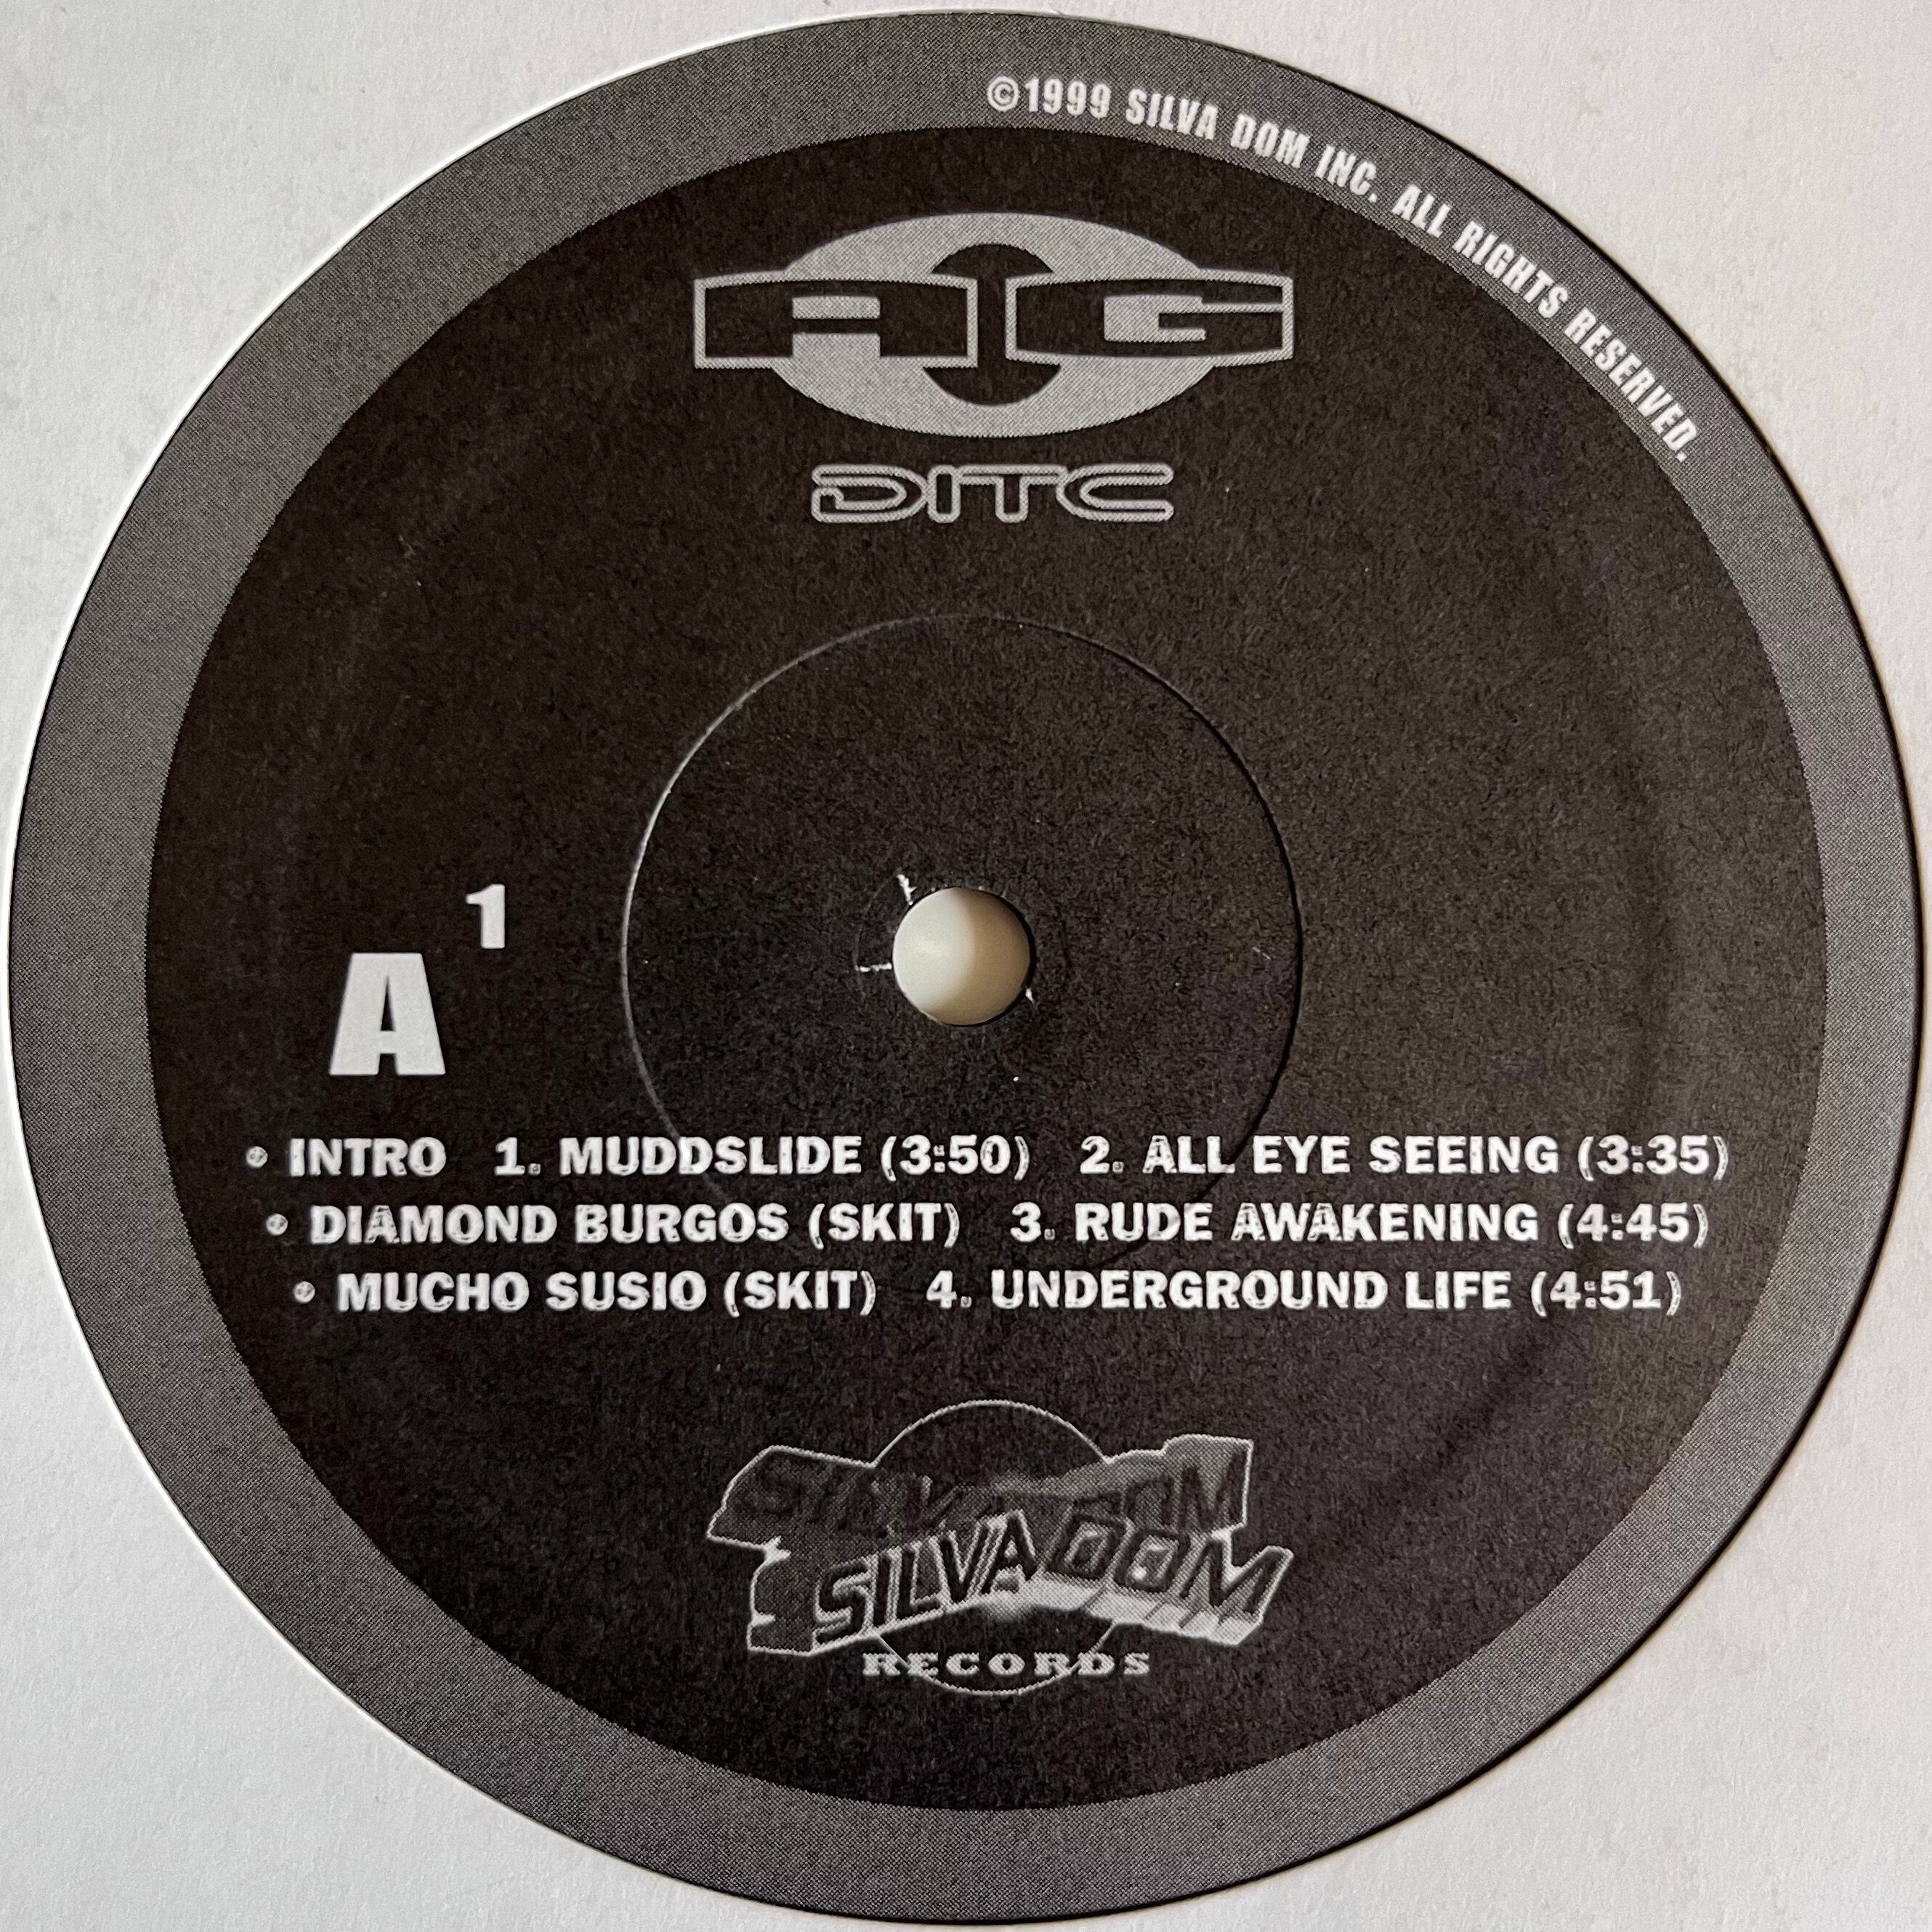 ©1999 SILVA DOM INC. ALL RIGHTS RESERVED.
AG
DITC
1
A
• INTRO 1. MUDDSLIDE (3:50) 2. ALL EYE SEEING (3:35)
• DIAMOND BURGOS (SKIT) 3. RUDE AWAKENING (4:45)
• MUCHO SUSIO (SKIT) 4. UNDERGROUND LIFE (4:51)
SILVA DOM
SILVA DOM
RECORDS